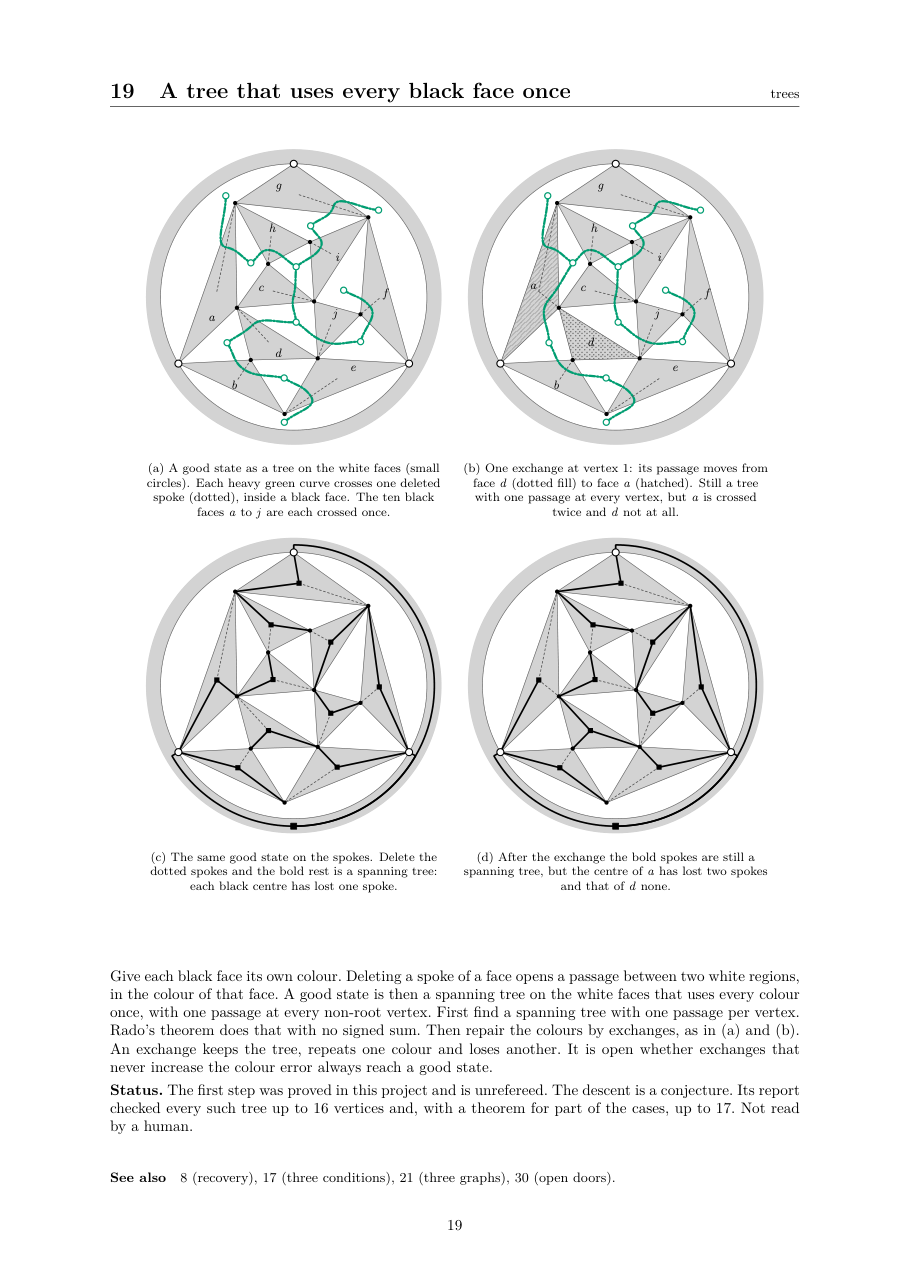 19 A tree that uses every black face once trees
g
h
i
c
a
j
f
d
b
e
g
h
i
a
c
j
f
d
b
e
(a) A good state as a tree on the white faces (small
circles). Each heavy green curve crosses one deleted
spoke (dotted), inside a black face. The ten black
faces a to j are each crossed once.
(b) One exchange at vertex 1: its passage moves from
face d (dotted fill) to face a (hatched). Still a tree
with one passage at every vertex, but a is crossed
twice and d not at all.
(c) The same good state on the spokes. Delete the
dotted spokes and the bold rest is a spanning tree:
each black centre has lost one spoke.
(d) After the exchange the bold spokes are still a
spanning tree, but the centre of a has lost two spokes
and that of d none.
Give each black face its own colour. Deleting a spoke of a face opens a passage between two white regions,
in the colour of that face. A good state is then a spanning tree on the white faces that uses every colour
once, with one passage at every non-root vertex. First find a spanning tree with one passage per vertex.
Rado's theorem does that with no signed sum. Then repair the colours by exchanges, as in (a) and (b).
An exchange keeps the tree, repeats one colour and loses another. It is open whether exchanges that
never increase the colour error always reach a good state.
Status. The first step was proved in this project and is unrefereed. The descent is a conjecture. Its report
checked every such tree up to 16 vertices and, with a theorem for part of the cases, up to 17. Not read
by a human.
See also 8 (recovery), 17 (three conditions), 21 (three graphs), 30 (open doors).
19